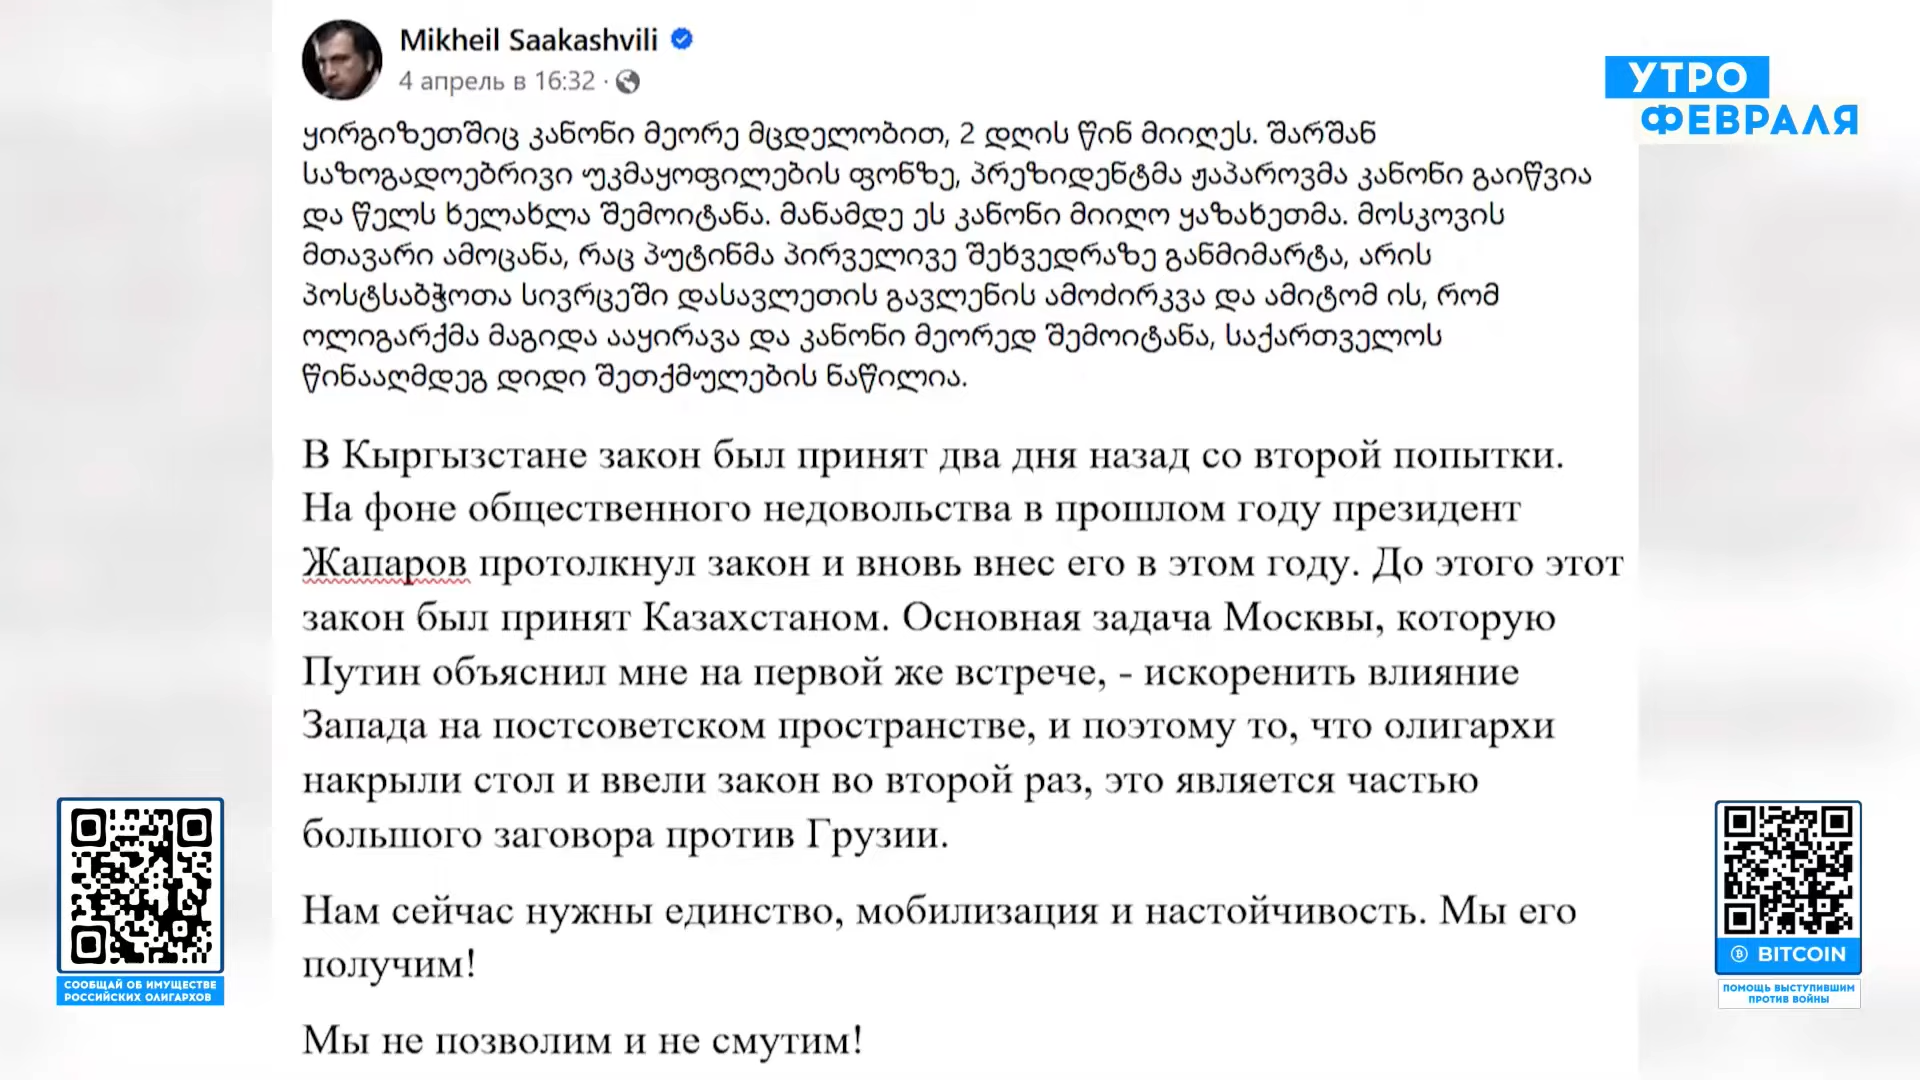 Mikheil Saakashvili
4 апрель в 16:32 ·
УТРО
ФЕВРАЛЯ
ყირგიზეთშიც კანონი მეორე მცდელობით, 2 დღის წინ მიიღეს. შარშან
საზოგადოებრივი უკმაყოფილების ფონზე, პრეზიდენტმა ჟაპაროვმა კანონი გაიწვია
და წელს ხელახლა შემოიტანა. მანამდე ეს კანონი მიიღო ყაზახეთმა. მოსკოვის
მთავარი ამოცანა, რაც პუტინმა პირველივე შეხვედრაზე განმიმარტა, არის
პოსტსაბჭოთა სივრცეში დასავლეთის გავლენის ამოძირკვა და ამიტომ ის, რომ
ოლიგარქმა მაგიდა ააყირავა და კანონი მეორედ შემოიტანა, საქართველოს
წინააღმდეგ დიდი შეთქმულების ნაწილია.
В Кыргызстане закон был принят два дня назад со второй попытки.
На фоне общественного недовольства в прошлом году президент
Жапаров протолкнул закон и вновь внес его в этом году. До этого этот
закон был принят Казахстаном. Основная задача Москвы, которую
Путин объяснил мне на первой же встрече, - искоренить влияние
Запада на постсоветском пространстве, и поэтому то, что олигархи
накрыли стол и ввели закон во второй раз, это является частью
большого заговора против Грузии.
Нам сейчас нужны единство, мобилизация и настойчивость. Мы его
получим!
Мы не позволим и не смутим!
СООБЩАЙ ОБ ИМУЩЕСТВЕ
РОССИЙСКИХ ОЛИГАРХОВ
BITCOIN
ПОМОЩЬ ВЫСТУПИВШИМ
ПРОТИВ ВОЙНЫ